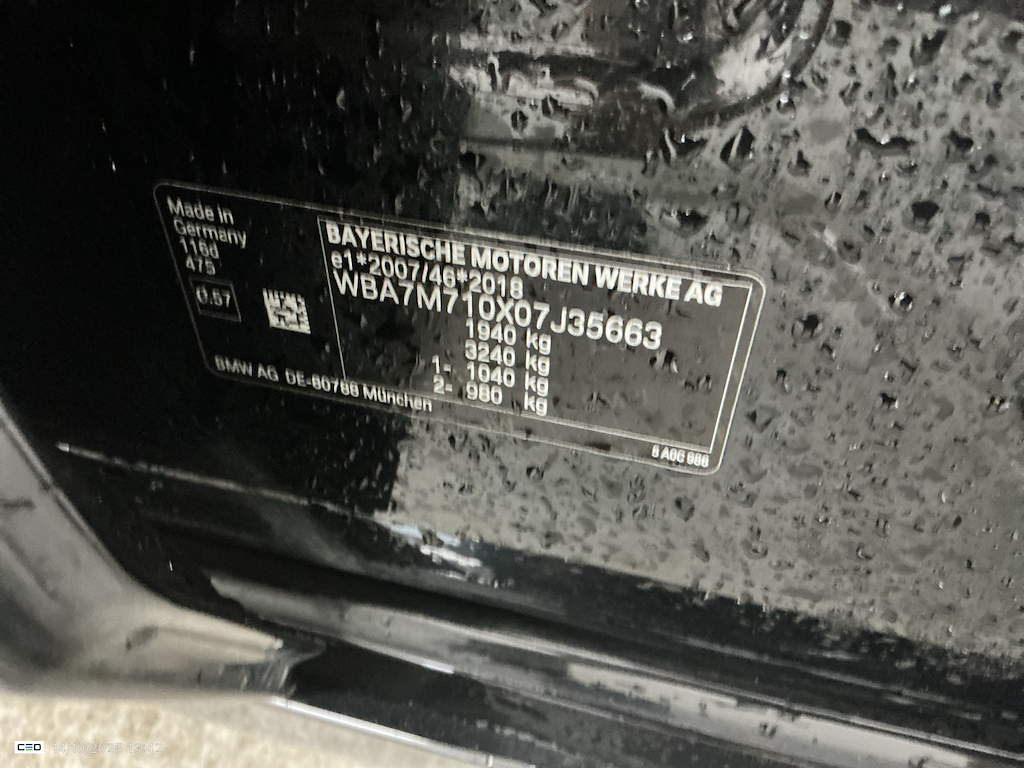 Made in
Germany
116d
475
0.57
BAYERISCHE MOTOREN WERKE AG
e1*2007/46*2018
WBA7M710X07J35663
1940 kg
3240 kg
1- 1040 kg
2- 980 kg
BMW AG DE-80788 München
CEO